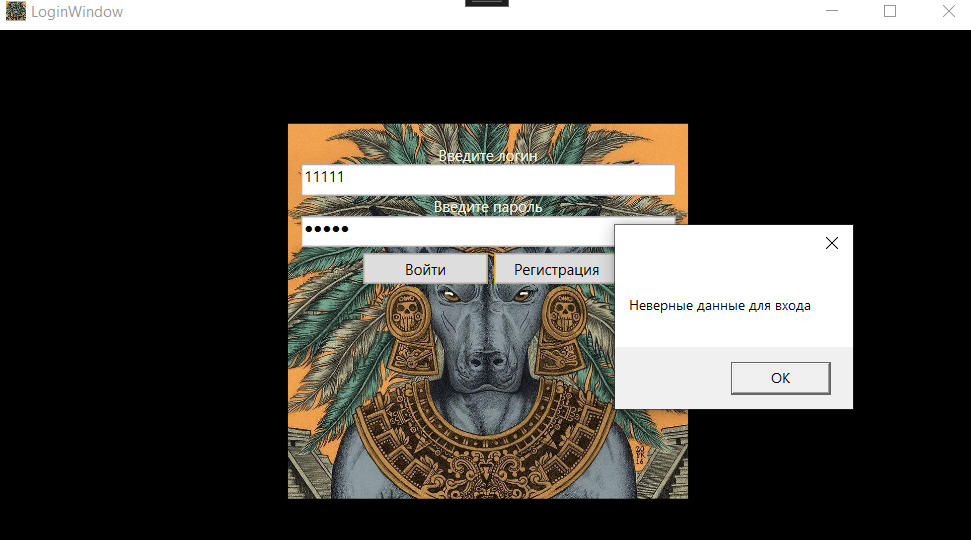 LoginWindow
Введите логин
11111
Введите пароль
●●●●●
Войти
Регистрация
Неверные данные для входа
OK